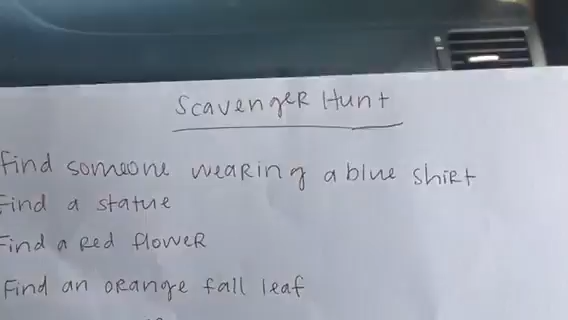 Scavenger Hunt
Find someone wearing a blue shirt
Find a statue
Find a red flower
Find an orange fall leaf